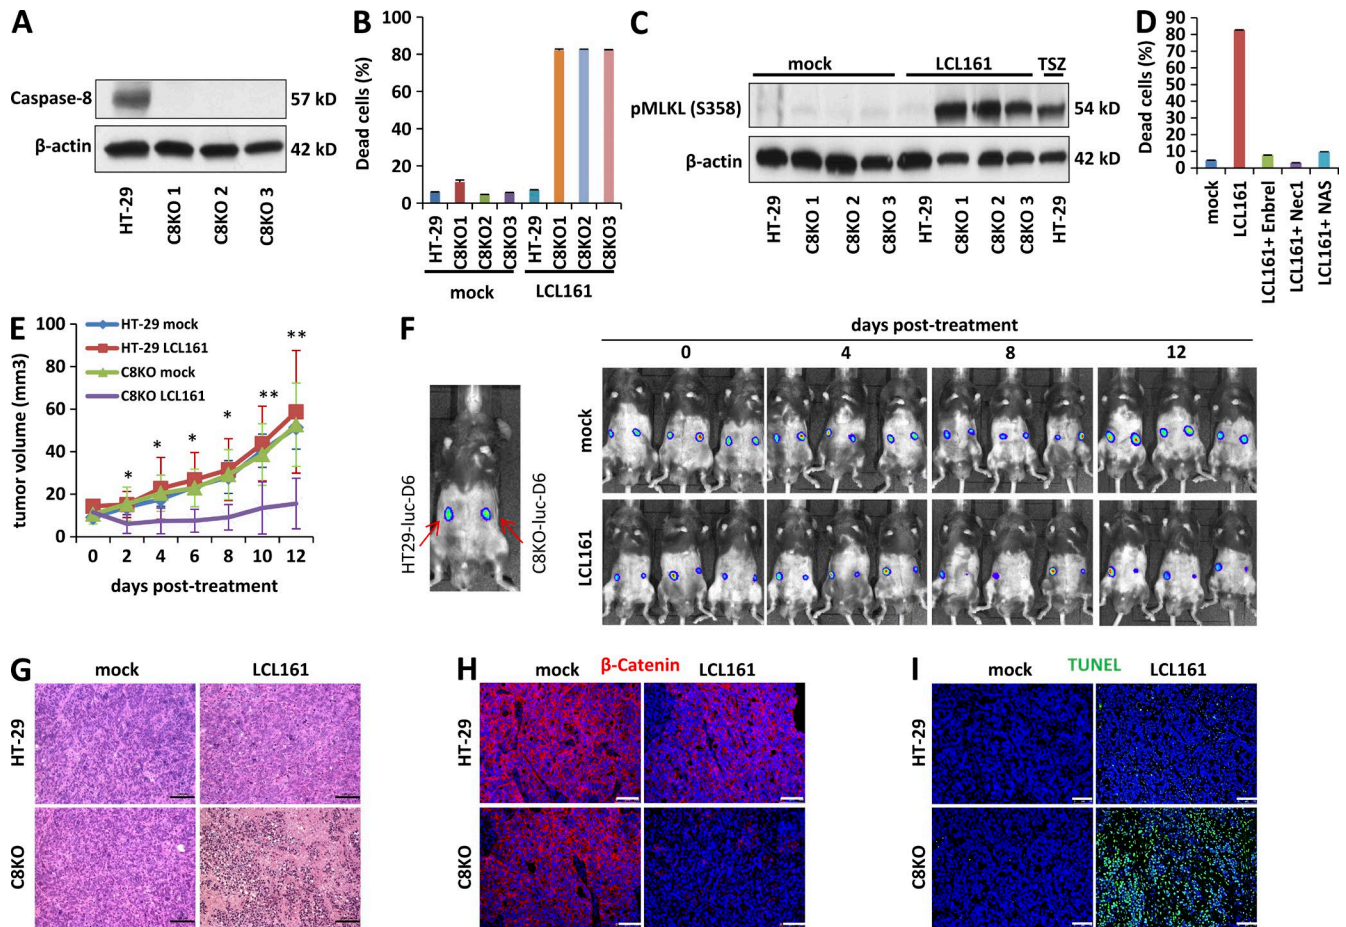 A
Caspase-8
57 kD
β-actin
42 kD
HT-29
C8KO 1
C8KO 2
C8KO 3
B
Dead cells (%)
100
80
60
40
20
0
HT-29
C8KO1
C8KO2
C8KO3
HT-29
C8KO1
C8KO2
C8KO3
mock
LCL161
C
mock
LCL161
TSZ
pMLKL (S358)
54 kD
β-actin
42 kD
HT-29
C8KO 1
C8KO 2
C8KO 3
HT-29
C8KO 1
C8KO 2
C8KO 3
HT-29
D
Dead cells (%)
90
80
70
60
50
40
30
20
10
0
mock
LCL161
LCL161+ Enbrel
LCL161+ Nec1
LCL161+ NAS
E
tumor volume (mm3)
100
80
60
40
20
0
HT-29 mock
HT-29 LCL161
C8KO mock
C8KO LCL161
*
*
*
*
**
**
0 2 4 6 8 10 12
days post-treatment
F
HT29-luc-D6
C8KO-luc-D6
days post-treatment
0 4 8 12
mock
LCL161
G
mock LCL161
HT-29
C8KO
H
mock β-Catenin LCL161
HT-29
C8KO
I
mock TUNEL LCL161
HT-29
C8KO